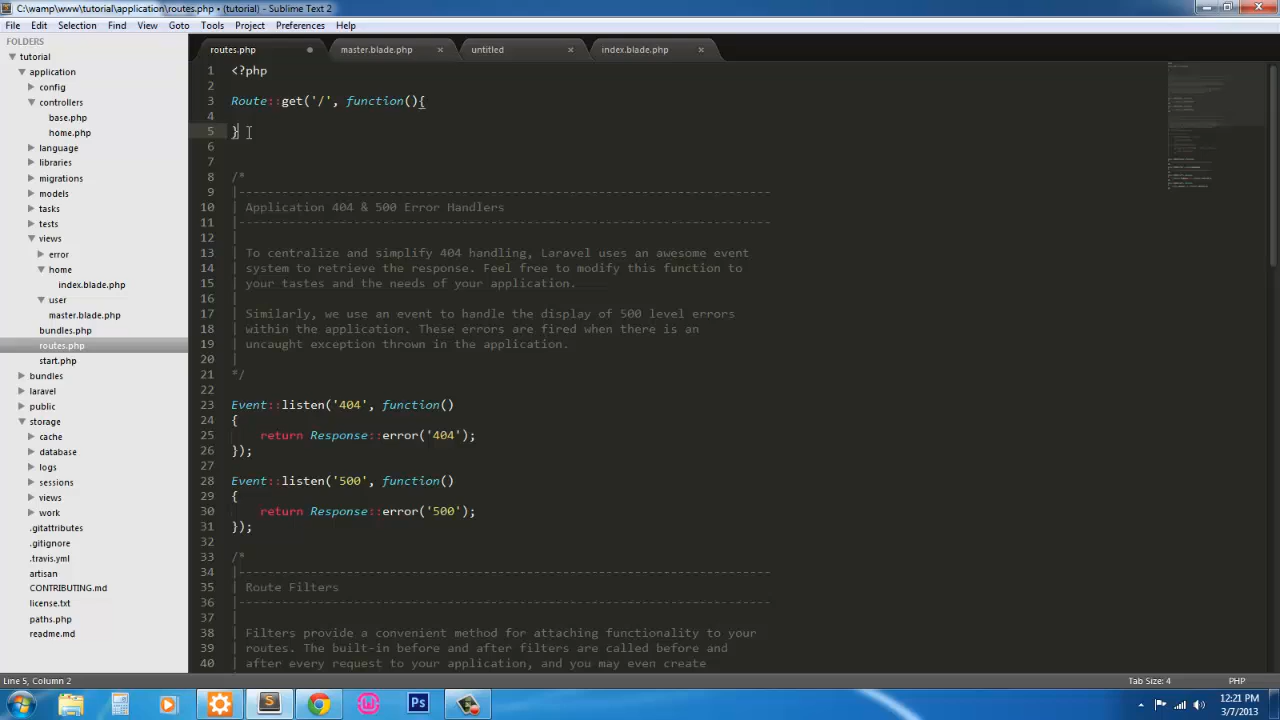 C:\wamp\www\tutorial\application\routes.php • (tutorial) - Sublime Text 2
File Edit Selection Find View Goto Tools Project Preferences Help
FOLDERS
tutorial
application
config
controllers
base.php
home.php
language
libraries
migrations
models
tasks
tests
views
error
home
index.blade.php
user
master.blade.php
bundles.php
routes.php
start.php
bundles
laravel
public
storage
cache
database
logs
sessions
views
work
.gitattributes
.gitignore
.travis.yml
artisan
CONTRIBUTING.md
license.txt
paths.php
readme.md
routes.php master.blade.php untitled index.blade.php
1 <?php
2
3 Route::get('/', function(){
4
5 }
6
7
8 /*
9 |--------------------------------------------------------------------------
10 | Application 404 & 500 Error Handlers
11 |--------------------------------------------------------------------------
12 |
13 | To centralize and simplify 404 handling, Laravel uses an awesome event
14 | system to retrieve the response. Feel free to modify this function to
15 | your tastes and the needs of your application.
16 |
17 | Similarly, we use an event to handle the display of 500 level errors
18 | within the application. These errors are fired when there is an
19 | uncaught exception thrown in the application.
20 |
21 */
22
23 Event::listen('404', function()
24 {
25 return Response::error('404');
26 });
27
28 Event::listen('500', function()
29 {
30 return Response::error('500');
31 });
32
33 /*
34 |--------------------------------------------------------------------------
35 | Route Filters
36 |--------------------------------------------------------------------------
37 |
38 | Filters provide a convenient method for attaching functionality to your
39 | routes. The built-in before and after filters are called before and
40 | after every request to your application, and you may even create
Line 5, Column 2 Tab Size: 4 PHP
S Ps 12:21 PM
3/7/2013